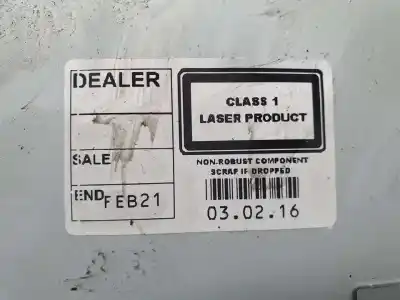 DEALER
SALE
END FEB21
CLASS 1
LASER PRODUCT
NON-ROBUST COMPONENT
SCRAP IF DROPPED
03.02.16